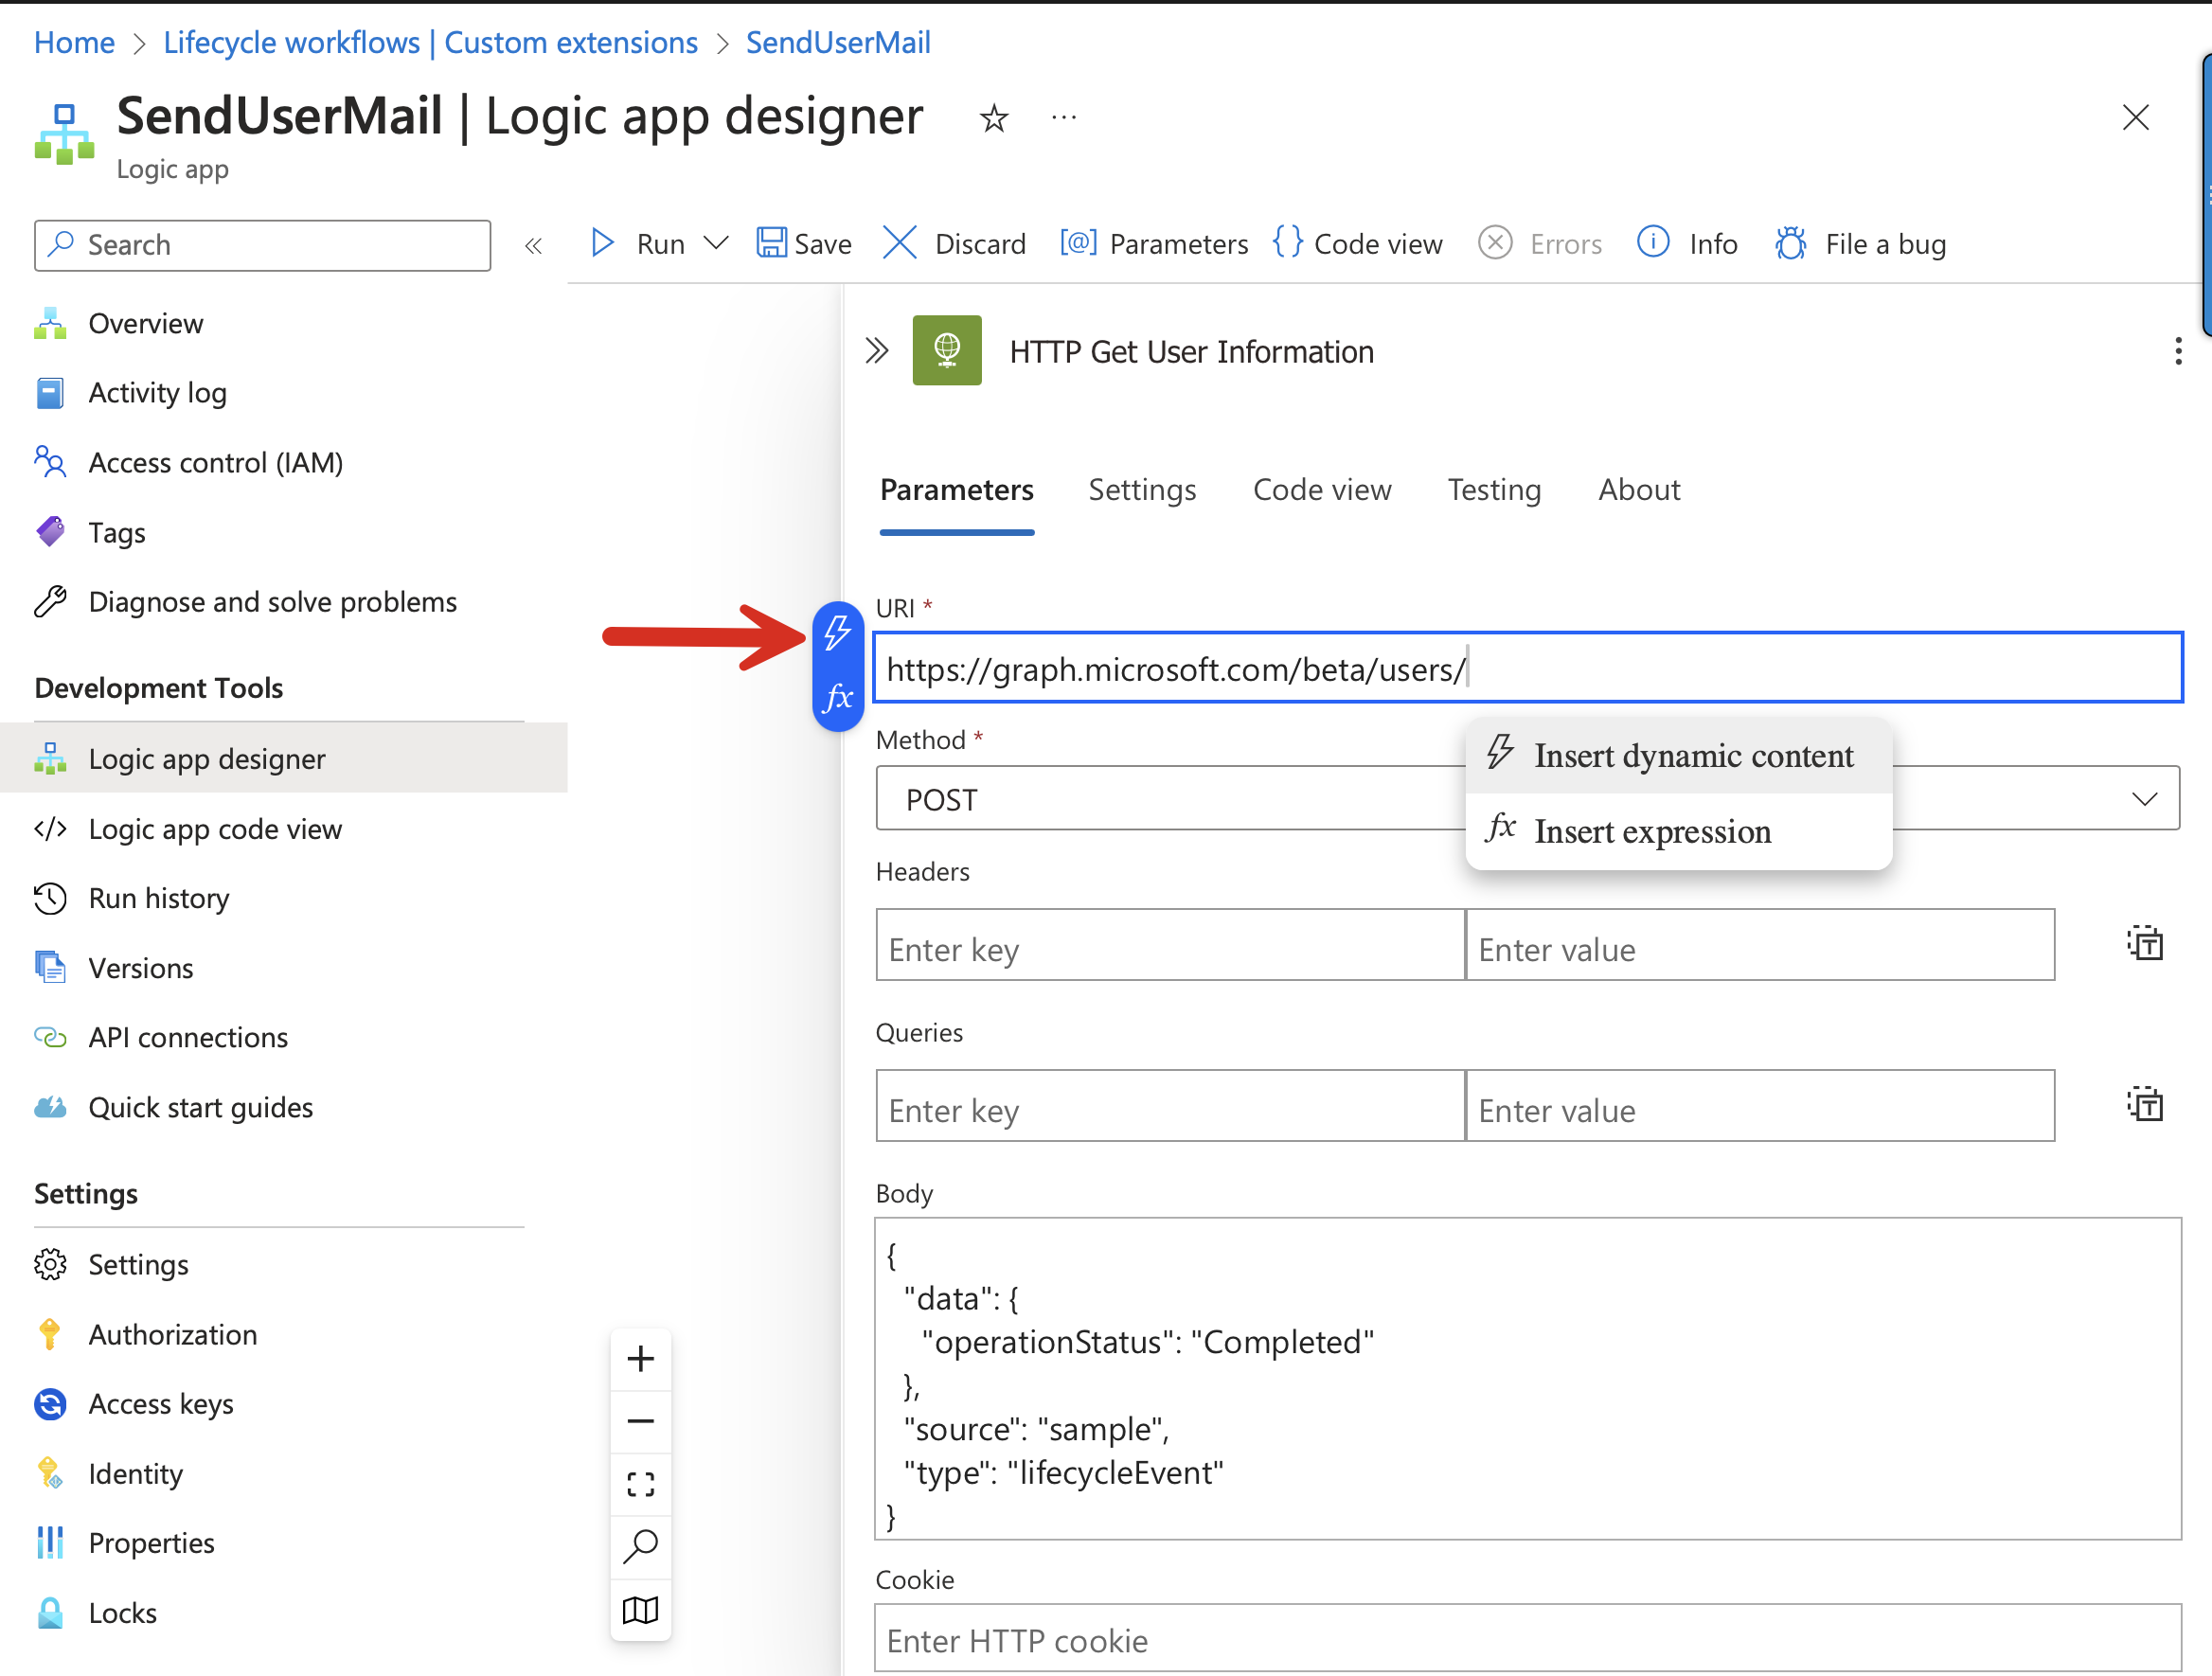 Home > Lifecycle workflows | Custom extensions > SendUserMail
SendUserMail | Logic app designer
Logic app
Search
Run
Save
Discard
[@] Parameters
{} Code view
Errors
Info
File a bug
Overview
Activity log
Access control (IAM)
Tags
Diagnose and solve problems
Development Tools
Logic app designer
</> Logic app code view
Run history
Versions
API connections
Quick start guides
Settings
Settings
Authorization
Access keys
Identity
Properties
Locks
HTTP Get User Information
Parameters
Settings
Code view
Testing
About
URI *
fx
https://graph.microsoft.com/beta/users/
Insert dynamic content
fx Insert expression
Method *
POST
Headers
Enter key
Enter value
Queries
Enter key
Enter value
Body
{
"data": {
"operationStatus": "Completed"
},
"source": "sample",
"type": "lifecycleEvent"
}
Cookie
Enter HTTP cookie